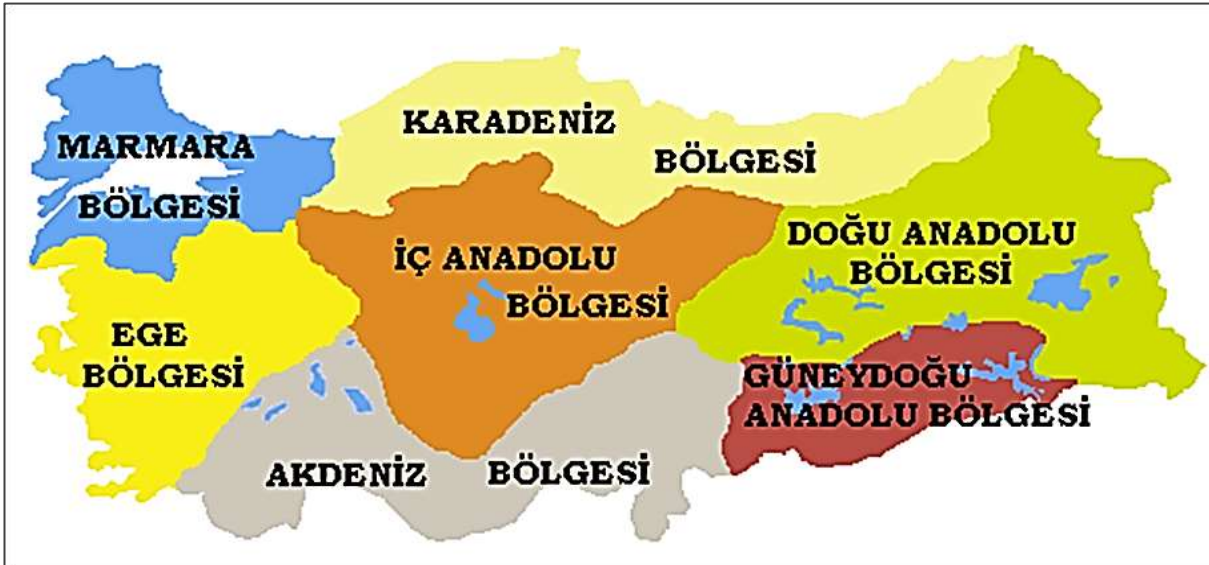 MARMARA
BÖLGESİ
KARADENİZ
BÖLGESİ
İÇ ANADOLU
BÖLGESİ
DOĞU ANADOLU
BÖLGESİ
EGE
BÖLGESİ
GÜNEYDOĞU
ANADOLU BÖLGESİ
AKDENİZ BÖLGESİ